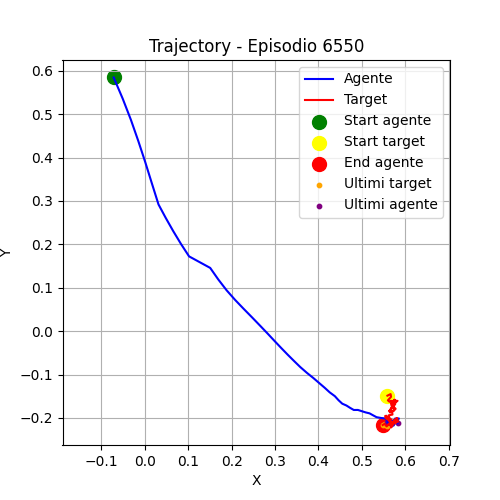 Trajectory - Episodio 6550
Agente
Target
Start agente
Start target
End agente
Ultimi target
Ultimi agente
0.6
0.5
0.4
0.3
0.2
0.1
0.0
−0.1
−0.2
Y
−0.1
0.0
0.1
0.2
0.3
0.4
0.5
0.6
0.7
X